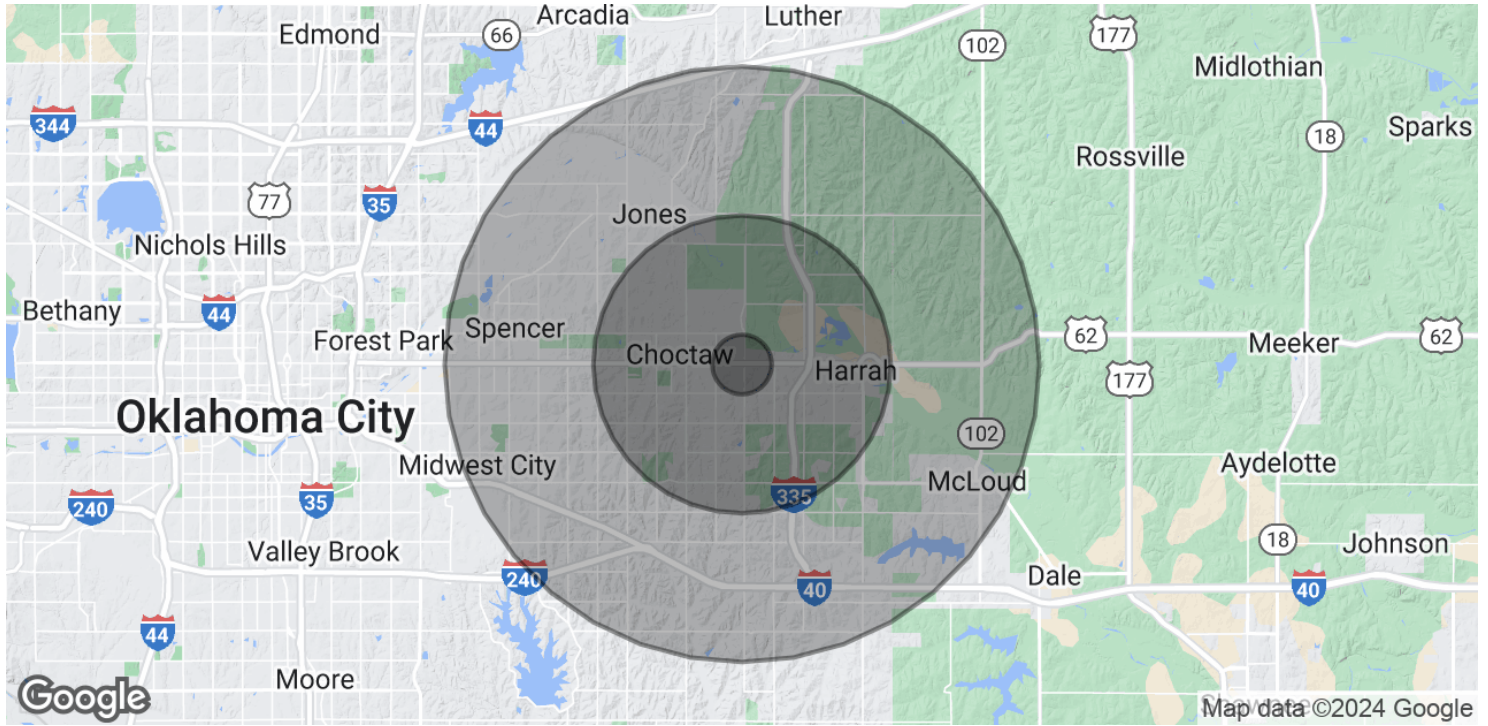 Arcadia
Luther
Edmond
66
102
177
Midlothian
344
44
18
Sparks
Rossville
77
35
Jones
Nichols Hills
Bethany
44
Spencer
Forest Park
62
62
Meeker
Choctaw
Harrah
177
Oklahoma City
102
Midwest City
Aydelotte
McLoud
240
35
335
Valley Brook
18
Johnson
240
Dale
40
40
44
Moore
Google
Shawnee
Map data ©2024 Google